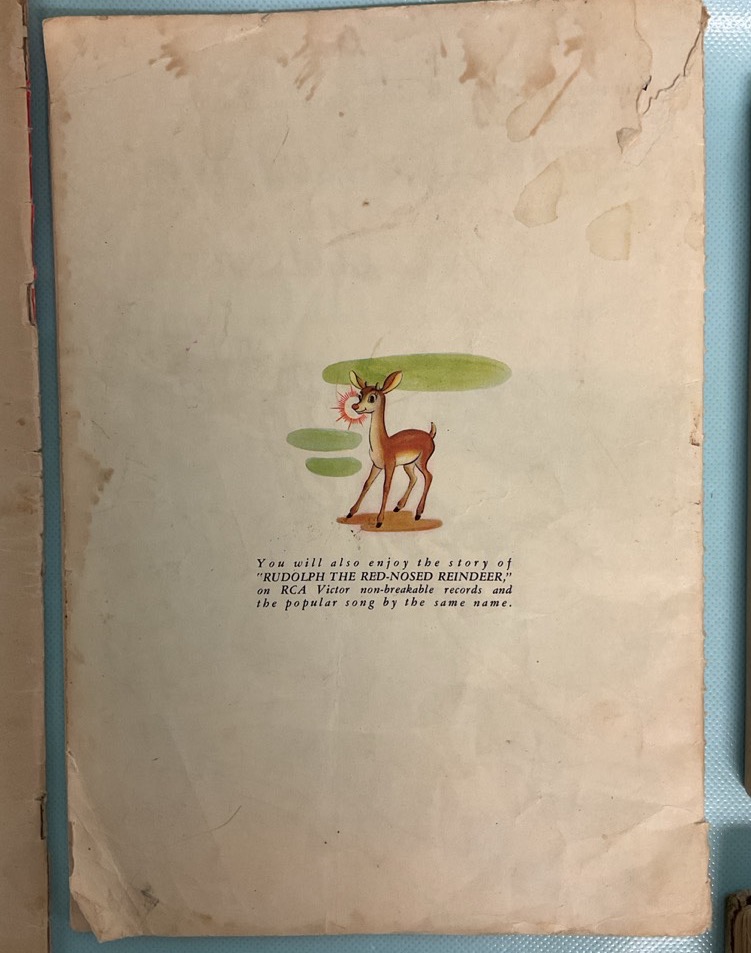 You will also enjoy the story of
"RUDOLPH THE RED-NOSED REINDEER,"
on RCA Victor non-breakable records and
the popular song by the same name.